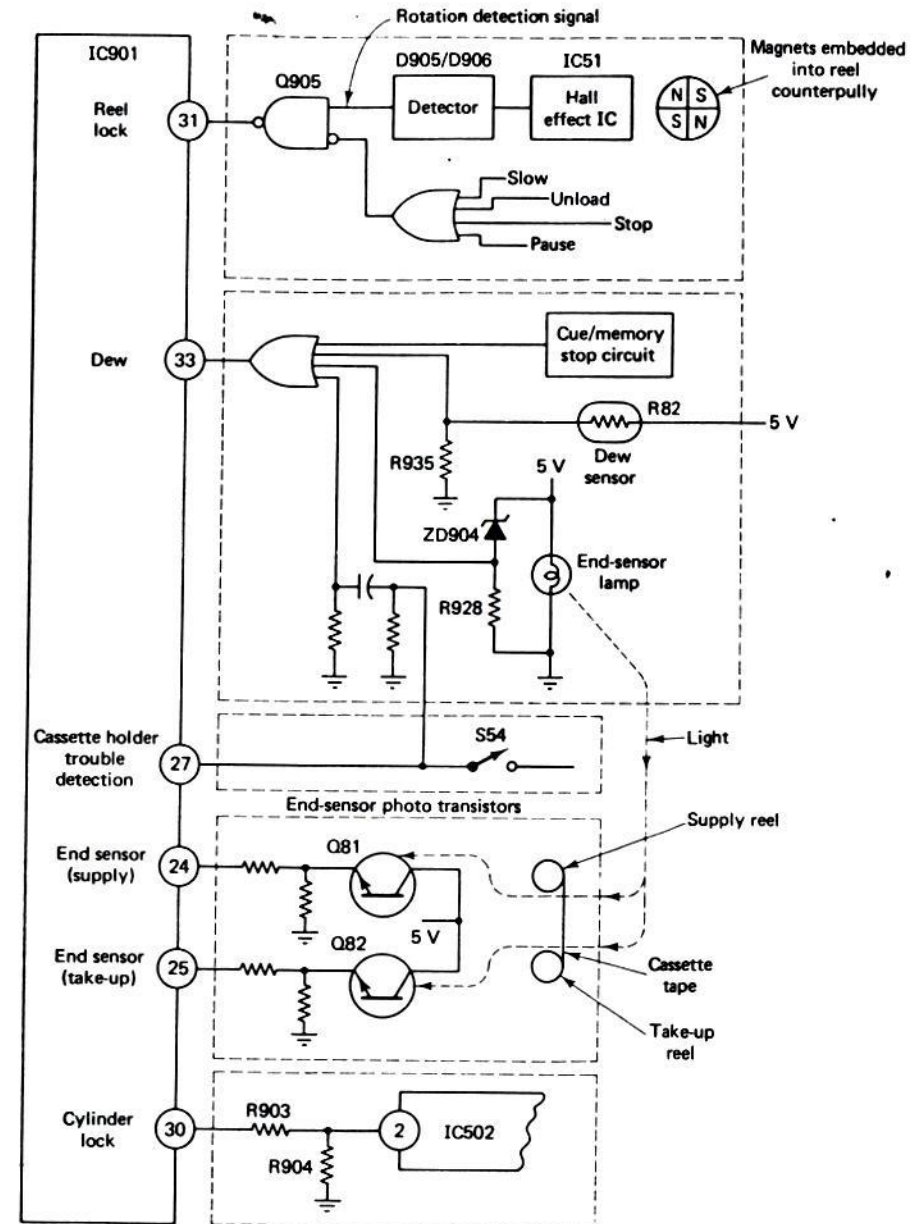 Rotation detection signal
IC901
D905/D906
IC51
Magnets embedded
into reel
counterpully
Q905
Reel
lock
31
Detector
Hall
effect IC
N S
S N
Slow
Unload
Stop
Pause
Cue/memory
stop circuit
Dew
33
R82
5 V
R935
Dew
sensor
5 V
ZD904
End-sensor
lamp
R928
Cassette holder
trouble
detection
27
S54
Light
End-sensor photo transistors
Supply reel
End sensor
(supply)
24
Q81
5 V
End sensor
(take-up)
25
Q82
Cassette
tape
Take-up
reel
Cylinder
lock
30
R903
2
IC502
R904